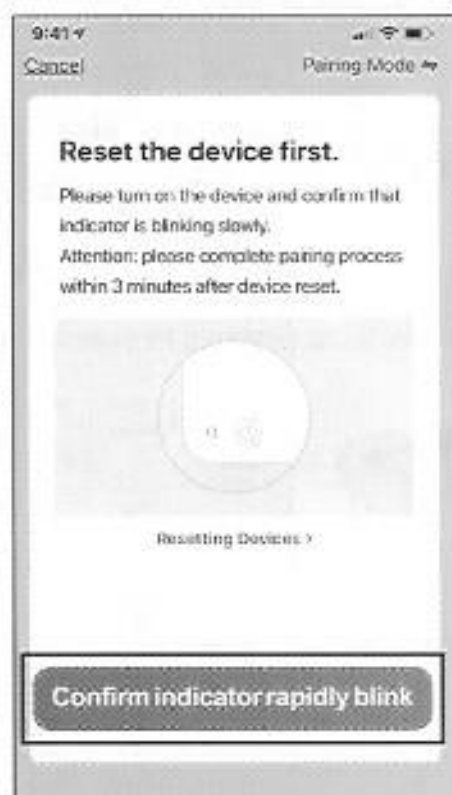 9:41
Cancel
Pairing Mode
Reset the device first.
Please turn on the device and confirm that
indicator is blinking slowly.
Attention: please complete pairing process
within 3 minutes after device reset.
Resetting Devices >
Confirm indicator rapidly blink